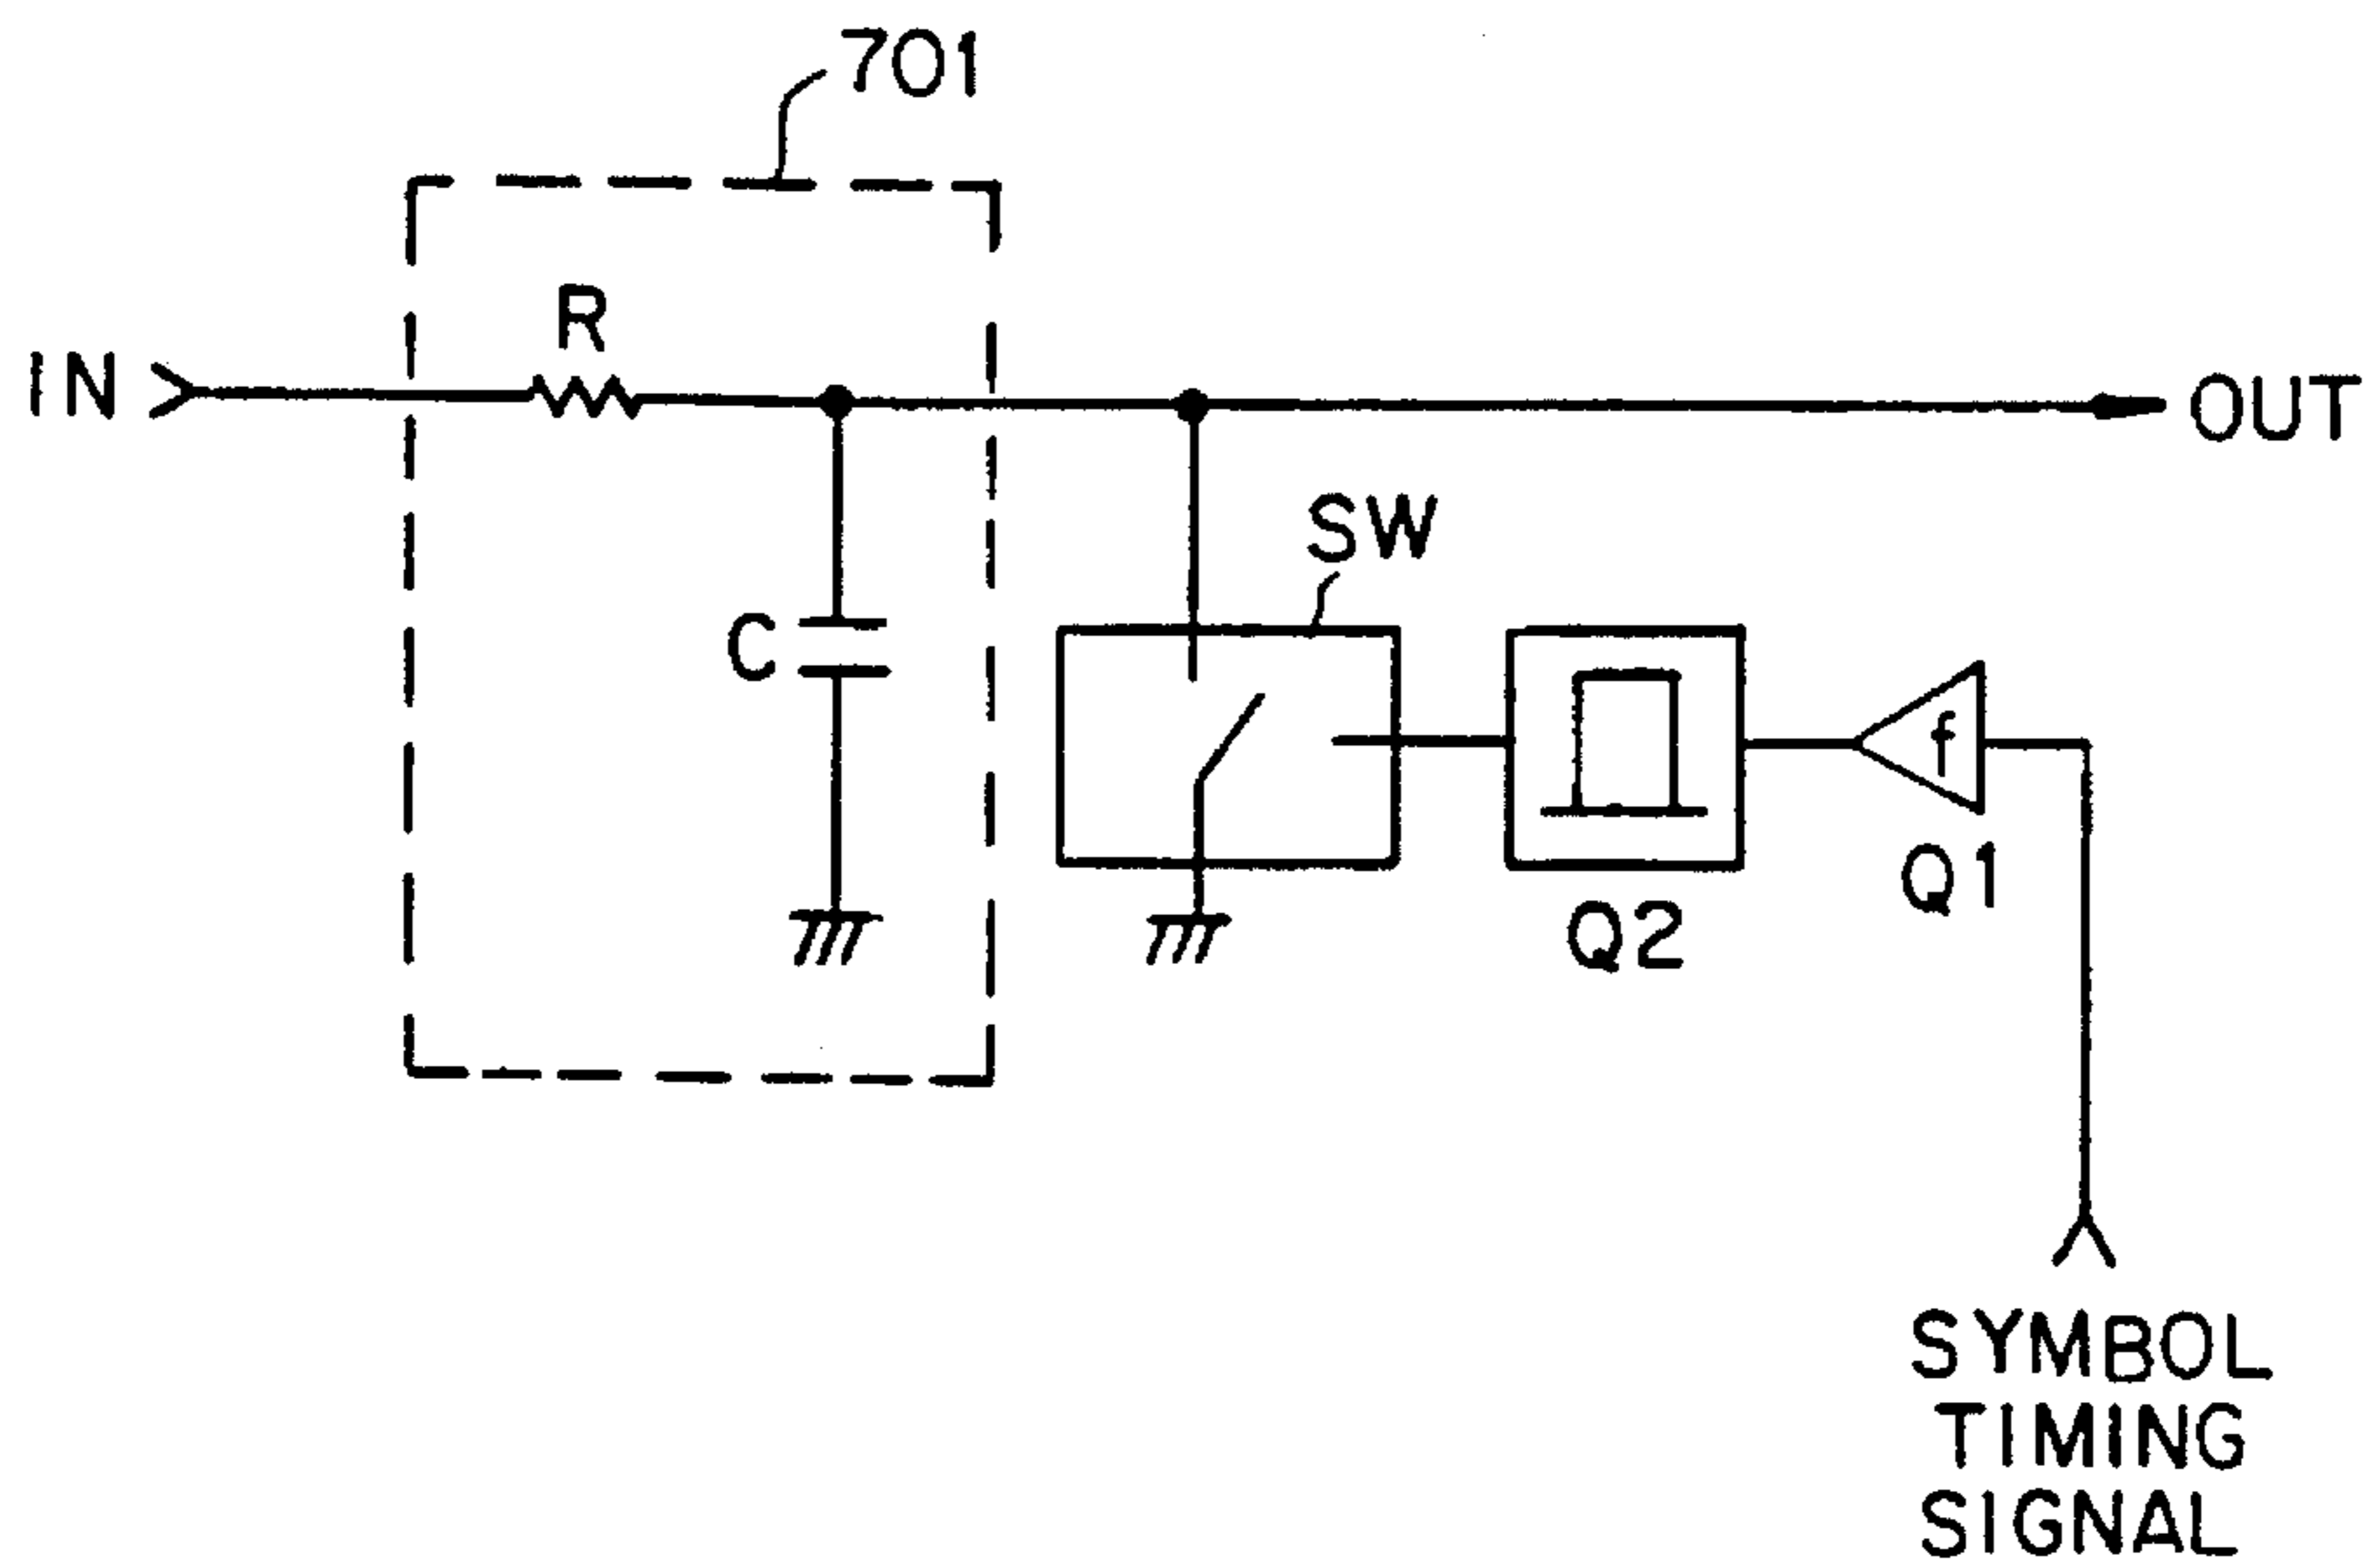 701
R
IN
OUT
SW
C
f
Q1
Q2
SYMBOL
TIMING
SIGNAL